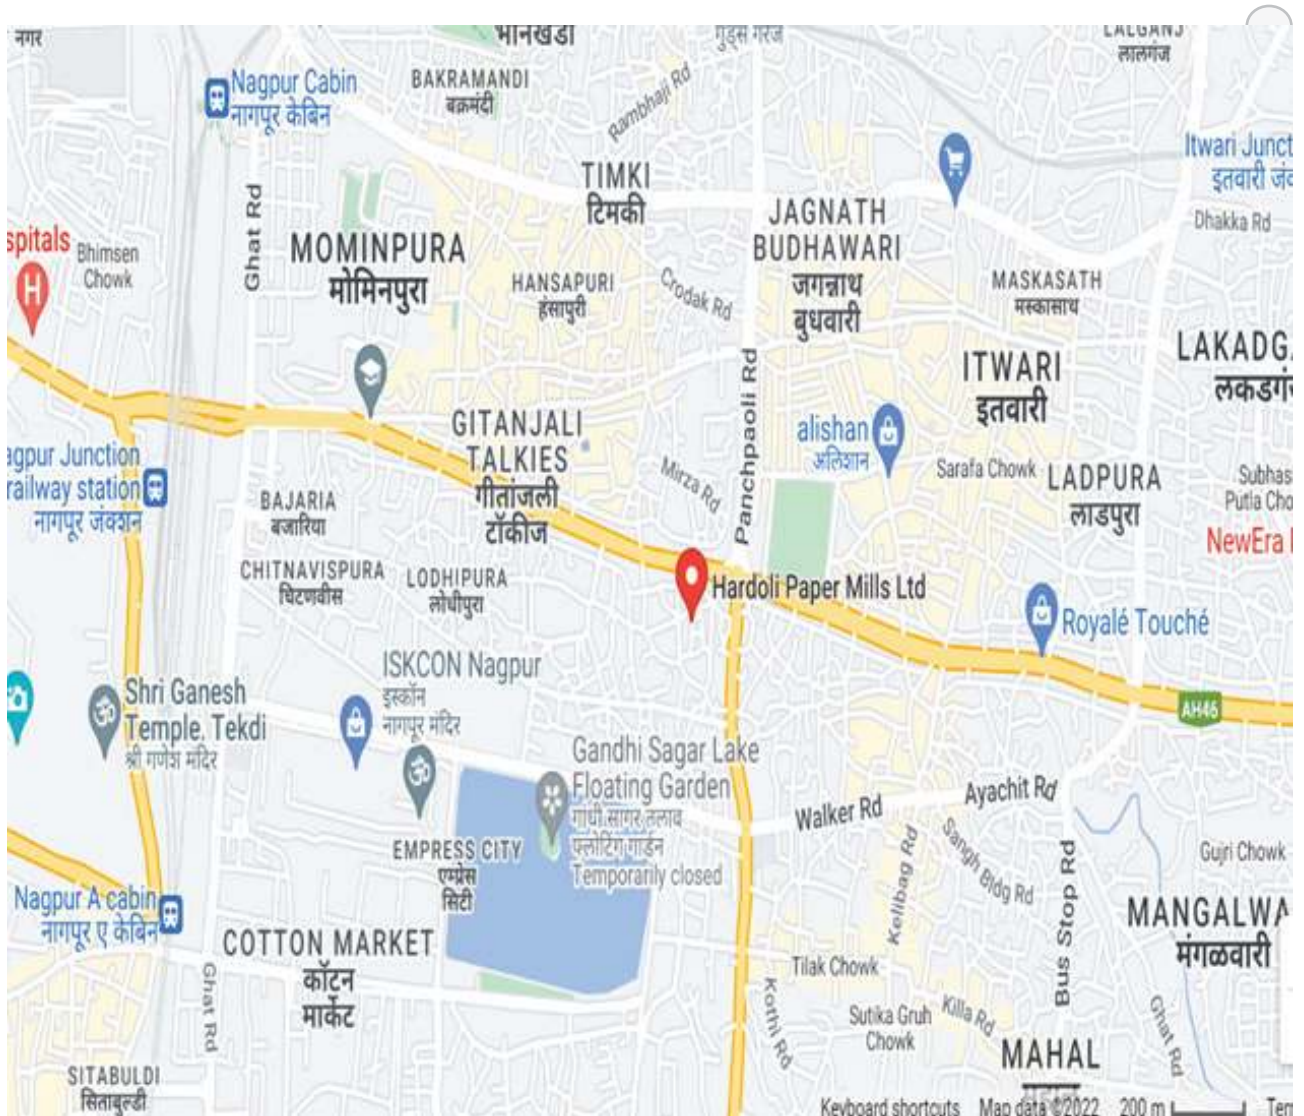 नगर
भानखेडा
गुड्स गॅरेज
LALGANJ
लालगंज
Nagpur Cabin
नागपूर केबिन
BAKRAMANDI
बक्रमंदी
Rambhaji Rd
Itwari Junct
इतवारी जं
TIMKI
टिमकी
JAGNATH
BUDHAWARI
जगन्नाथ
बुधवारी
Dhakka Rd
Ghat Rd
spitals
Bhimsen
Chowk
MOMINPURA
मोमिनपुरा
HANSAPURI
हंसापुरी
Crodak Rd
MASKASATH
मस्कासाथ
Panchpaoli Rd
ITWARI
इतवारी
LAKADGA
लकडगं
GITANJALI
TALKIES
गीतांजली
टॉकीज
alishan
अलिशान
agpur Junction
railway station
नागपूर जंक्शन
Mirza Rd
Sarafa Chowk
LADPURA
लाडपुरा
Subhas
Putla Cho
BAJARIA
बजारिया
NewEra
CHITNAVISPURA
चिटणवीस
LODHIPURA
लोधीपुरा
Hardoli Paper Mills Ltd
Royalé Touché
ISKCON Nagpur
इस्कॉन
नागपूर मंदिर
Shri Ganesh
Temple. Tekdi
श्री गणेश मंदिर
AH46
Gandhi Sagar Lake
Floating Garden
गांधी सागर तलाव
फ्लोटिंग गार्डन
Temporarily closed
Walker Rd
Ayachit Rd
EMPRESS CITY
एम्प्रेस
सिटी
Kelibag Rd
Sangh Bldg Rd
Bus Stop Rd
Gujri Chowk
Nagpur A cabin
नागपूर ए केबिन
MANGALWA
मंगळवारी
COTTON MARKET
कॉटन
मार्केट
Ghat Rd
Tilak Chowk
Kothi Rd
Sutika Gruh
Chowk
Killa Rd
Ghat Rd
MAHAL
SITABULDI
सिताबुल्डी
Keyboard shortcuts Map data ©2022 200 m Ter